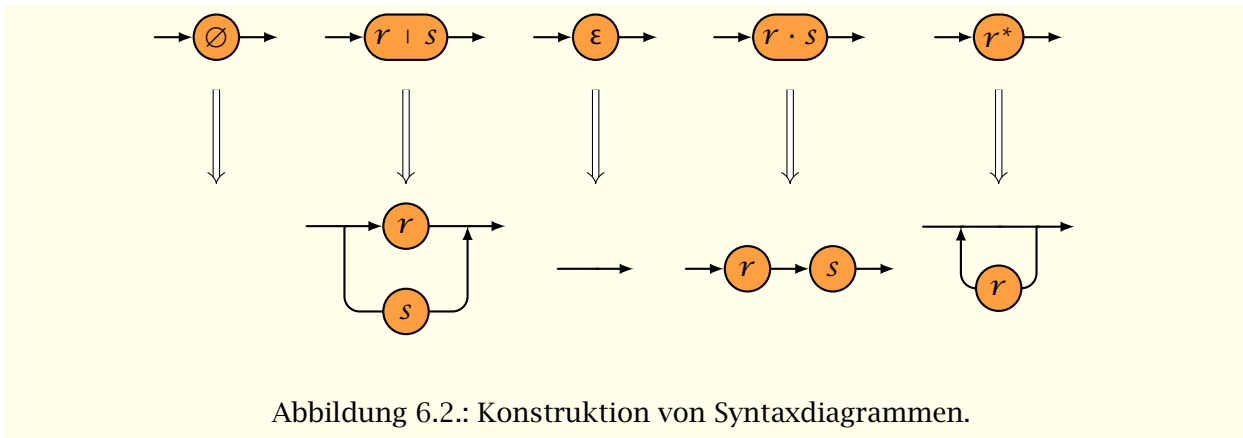 ∅ r | s ε r · s r*
r r s r
s
Abbildung 6.2.: Konstruktion von Syntaxdiagrammen.